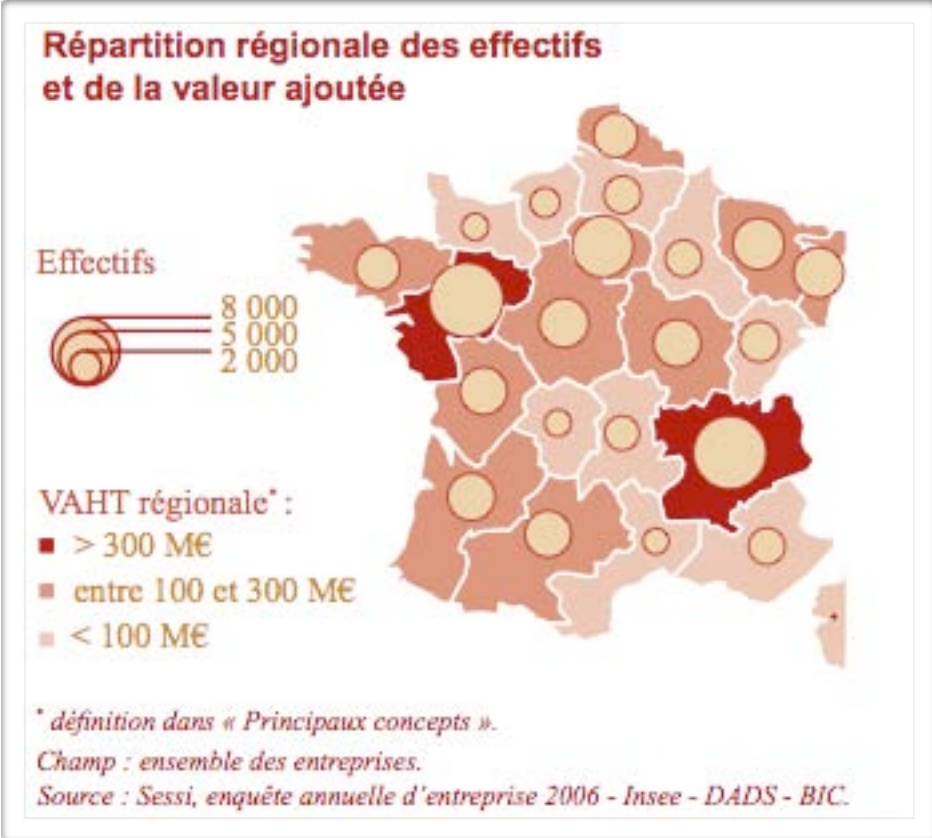 Répartition régionale des effectifs
et de la valeur ajoutée
Effectifs
8 000
5 000
2 000
VAHT régionale* :
> 300 M€
entre 100 et 300 M€
< 100 M€
* définition dans « Principaux concepts ».
Champ : ensemble des entreprises.
Source : Sessi, enquête annuelle d'entreprise 2006 - Insee - DADS - BIC.